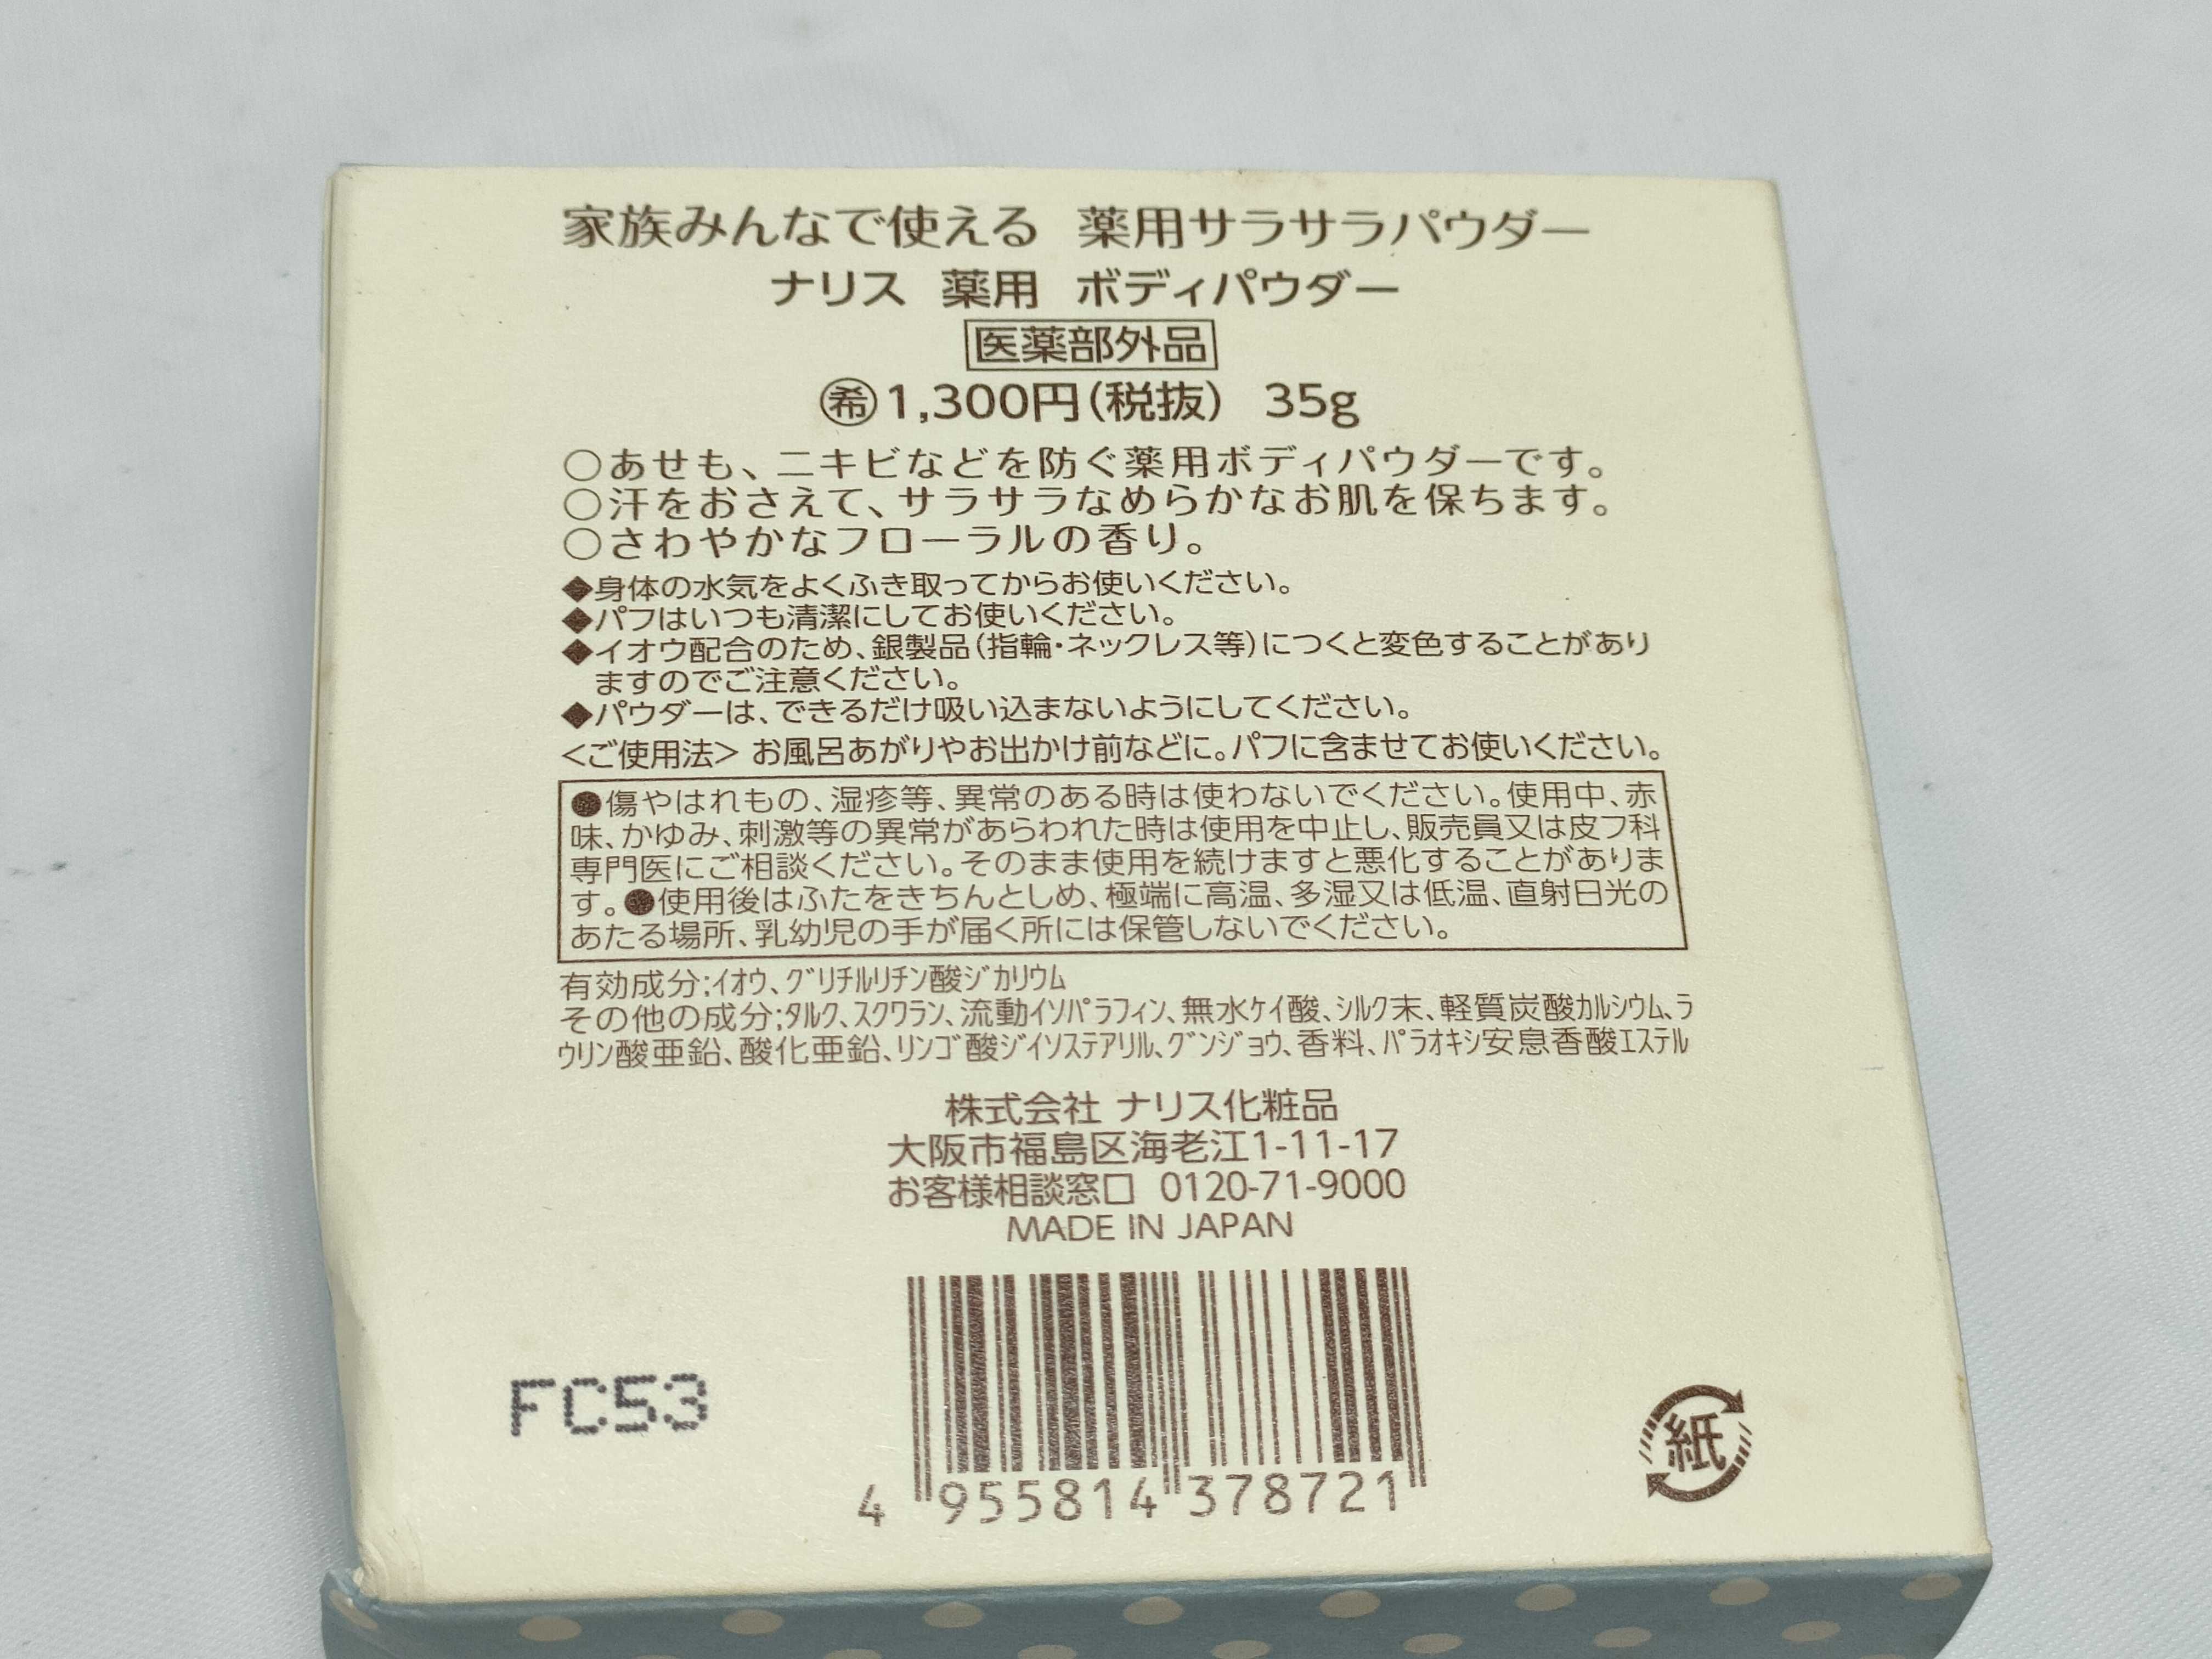 家族みんなで使える 薬用サラサラパウダー
ナリス 薬用 ボディパウダー
医薬部外品
㊒希1,300円(税抜) 35g
○あせも、ニキビなどを防ぐ薬用ボディパウダーです。
○汗をおさえて、サラサラなめらかなお肌を保ちます。
○さわやかなフローラルの香り。
◆身体の水気をよくふき取ってからお使いください。
◆パフはいつも清潔にしてお使いください。
◆イオウ配合のため、銀製品(指輪・ネックレス等)につくと変色することがあり
ますのでご注意ください。
◆パウダーは、できるだけ吸い込まないようにしてください。
<ご使用法> お風呂あがりやお出かけ前などに。パフに含ませてお使いください。
●傷やはれもの、湿疹等、異常のある時は使わないでください。使用中、赤
味、かゆみ、刺激等の異常があらわれた時は使用を中止し、販売員又は皮フ科
専門医にご相談ください。そのまま使用を続けますと悪化することがありま
す。●使用後はふたをきちんとしめ、極端に高温、多湿又は低温、直射日光の
あたる場所、乳幼児の手が届く所には保管しないでください。
有効成分;ｲｵｳ、ｸﾞﾘﾁﾙﾘﾁﾝ酸ｼﾞｶﾘｳﾑ
その他の成分;ﾀﾙｸ、ｽｸﾜﾗﾝ、流動ｲｿﾊﾟﾗﾌｨﾝ、無水ｹｲ酸、ｼﾙｸ末、軽質炭酸ｶﾙｼｳﾑ、ﾗ
ｳﾘﾝ酸亜鉛、酸化亜鉛、ﾘﾝｺﾞ酸ｼﾞｲｿｽﾃｱﾘﾙ、ｸﾞﾝｼﾞｮｳ、香料、ﾊﾟﾗｵｷｼ安息香酸ｴｽﾃﾙ
株式会社 ナリス化粧品
大阪市福島区海老江1-11-17
お客様相談窓口 0120-71-9000
MADE IN JAPAN
FC53
4 955814 378721
紙